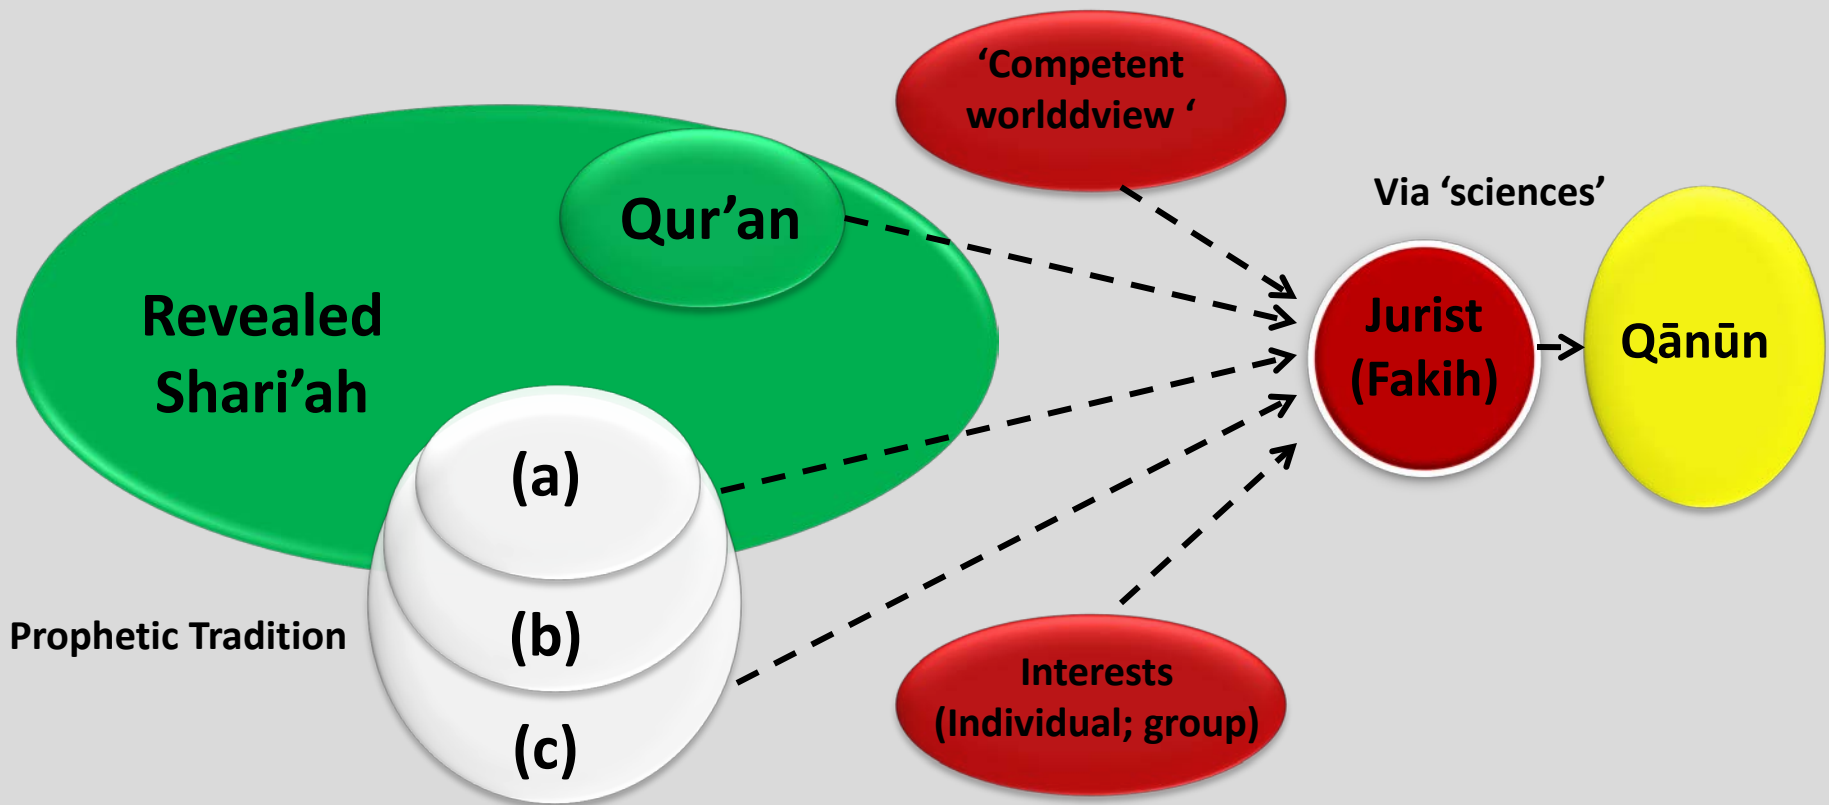 ‘Competent
worlddview ‘
Via ‘sciences’
Qur’an
Revealed
Shari’ah
Jurist
(Fakih)
Qānūn
(a)
(b)
(c)
Prophetic Tradition
Interests
(Individual; group)